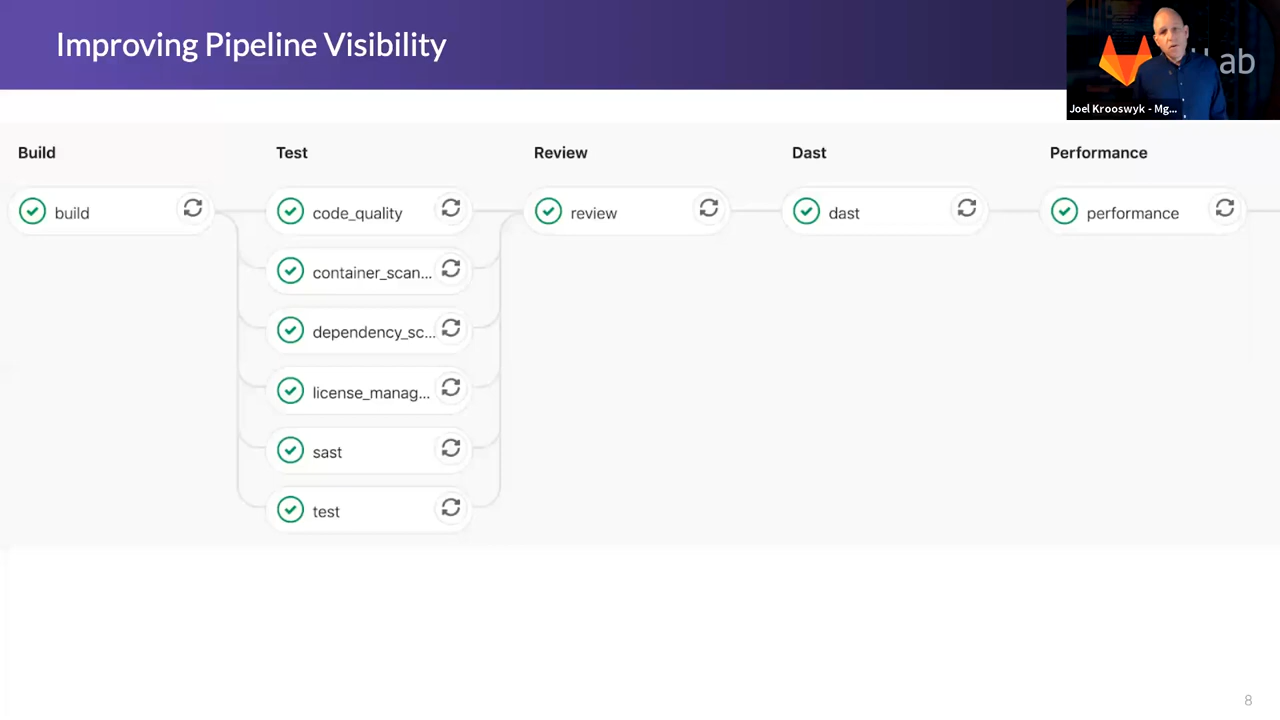 Improving Pipeline Visibility
ab
Joel Krooswyk - Mg...
Build
Test
Review
Dast
Performance
build
code_quality
review
dast
performance
container_scan...
dependency_sc...
license_manag...
sast
test
8